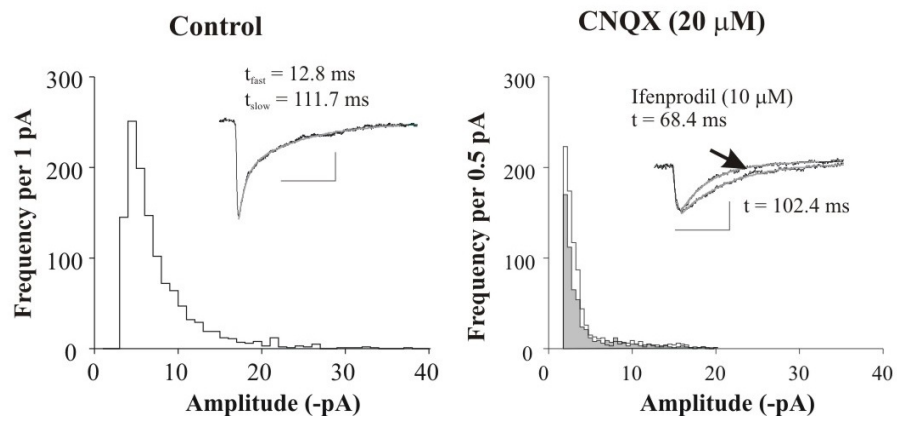 Control
t_fast = 12.8 ms
t_slow = 111.7 ms
Frequency per 1 pA
300
200
100
0
0 10 20 30 40
Amplitude (-pA)
CNQX (20 μM)
Ifenprodil (10 μM)
t = 68.4 ms
t = 102.4 ms
Frequency per 0.5 pA
300
200
100
0
0 10 20 30 40
Amplitude (-pA)